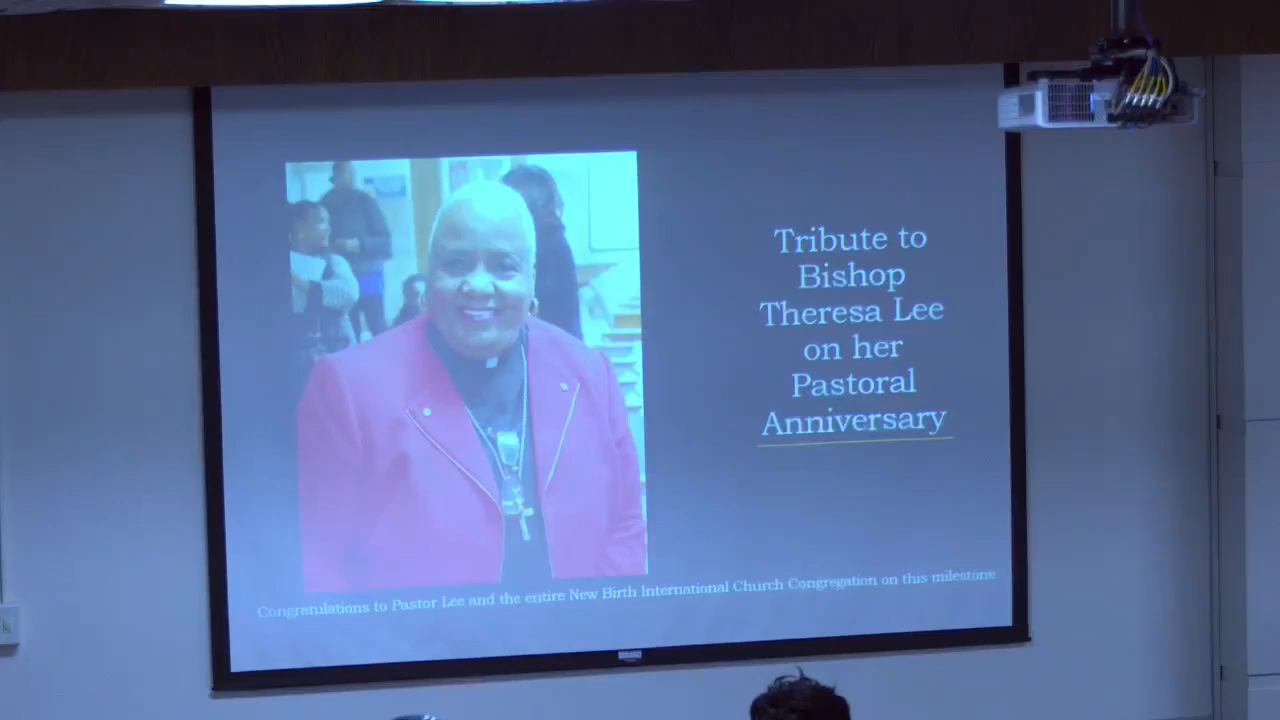 Tribute to
Bishop
Theresa Lee
on her
Pastoral
Anniversary
Congratulations to Pastor Lee and the entire New Birth International Church Congregation on this milestone